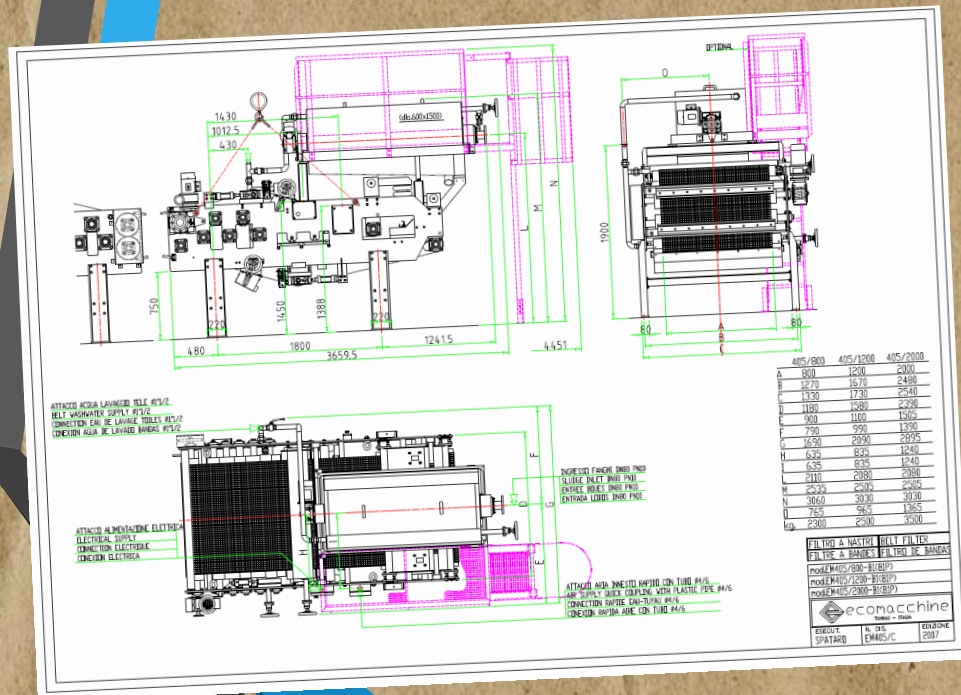 OPTIONAL
1430
1012.5
430
(dia.600x1500)
O
N
M
L
1900
750
220
1450
1388
220
480
1800
1241.5
3659.5
4451
80
A
80
B
C
405/800 405/1200 405/2000
A 800 1200 2000
B 1270 1670 2480
C 1330 1730 2540
D 1180 1580 2390
E 900 1100 1505
F 790 990 1390
G 1690 2090 2895
H 635 835 1240
I 635 835 1240
L 2110 2080 2080
M 2535 2505 2505
N 3060 3030 3030
O 765 965 1365
kg. 2300 2500 3500
ATTACCO ACQUA LAVAGGIO TELE Ø1"1/2
BELT WASHWATER SUPPLY Ø1"1/2
CONNECTION EAU DE LAVAGE TOILES Ø1"1/2
CONEXION AGUA DE LAVADO BANDAS Ø1"1/2
F
D
G
H
E
INGRESSO FANGHI DN80 PN10
SLUDGE INLET DN80 PN10
ENTREE BOUES DN80 PN10
ENTRADA LODOS DN80 PN10
ATTACCO ALIMENTAZIONE ELETTRICA
ELECTRICAL SUPPLY
CONNECTION ELECTRIQUE
CONEXION ELECTRICA
ATTACCO ARIA INNESTO RAPIDO CON TUBO Ø4/6
AIR SUPPLY QUICK COUPLING WITH PLASTIC PIPE Ø4/6
CONNECTION RAPIDE EAU-TUYAU Ø4/6
CONEXION RAPIDA AIRE CON TUBO Ø4/6
FILTRO A NASTRI BELT FILTER
FILTRE A BANDES FILTRO DE BANDAS
mod.EM405/800-B1(B1P)
mod.EM405/1200-B1(B1P)
mod.EM405/2000-B1(B1P)
ecomacchine
TORINO - ITALIA
ESECUT. N. DIS. EDIZIONE
SPATARO EM405/C 2007